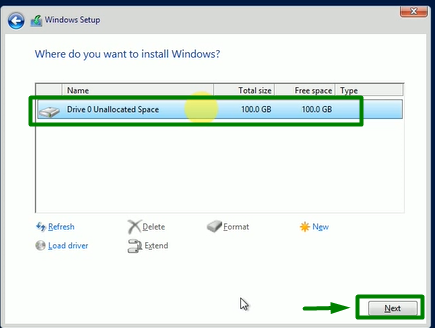 Windows Setup
Where do you want to install Windows?
Name Total size Free space Type
Drive 0 Unallocated Space 100.0 GB 100.0 GB
Refresh Delete Format New
Load driver Extend
Next